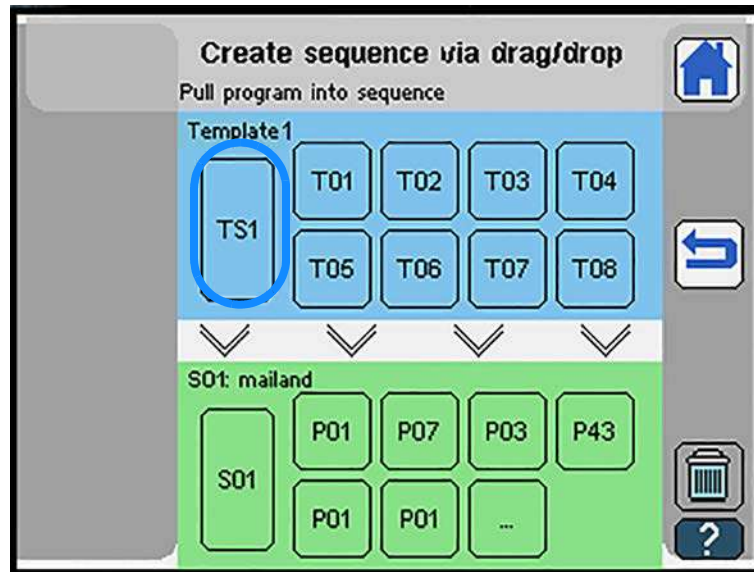 Create sequence via drag/drop
Pull program into sequence
Template 1
TS1
T01 T02 T03 T04
T05 T06 T07 T08
S01: mailand
S01
P01 P07 P03 P43
P01 P01 ...
?